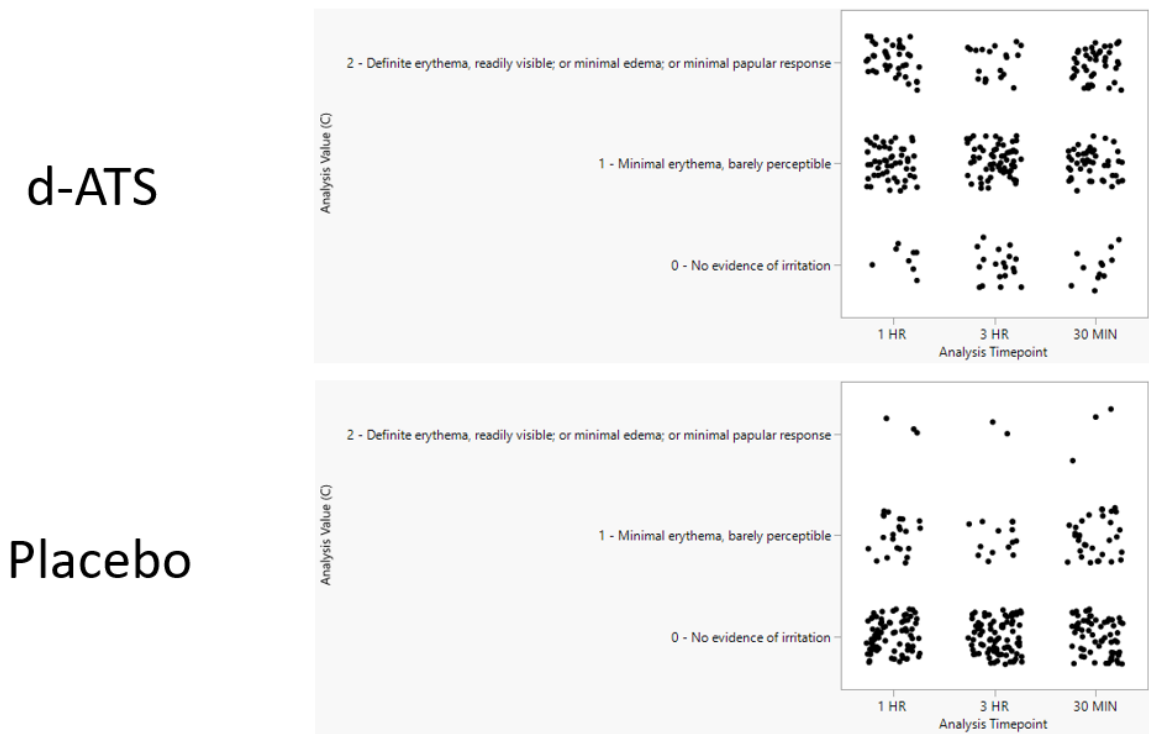 d-ATS
Analysis Value (C)
2 - Definite erythema, readily visible; or minimal edema; or minimal papular response
1 - Minimal erythema, barely perceptible
0 - No evidence of irritation
1 HR 3 HR 30 MIN
Analysis Timepoint
Placebo
Analysis Value (C)
2 - Definite erythema, readily visible; or minimal edema; or minimal papular response
1 - Minimal erythema, barely perceptible
0 - No evidence of irritation
1 HR 3 HR 30 MIN
Analysis Timepoint